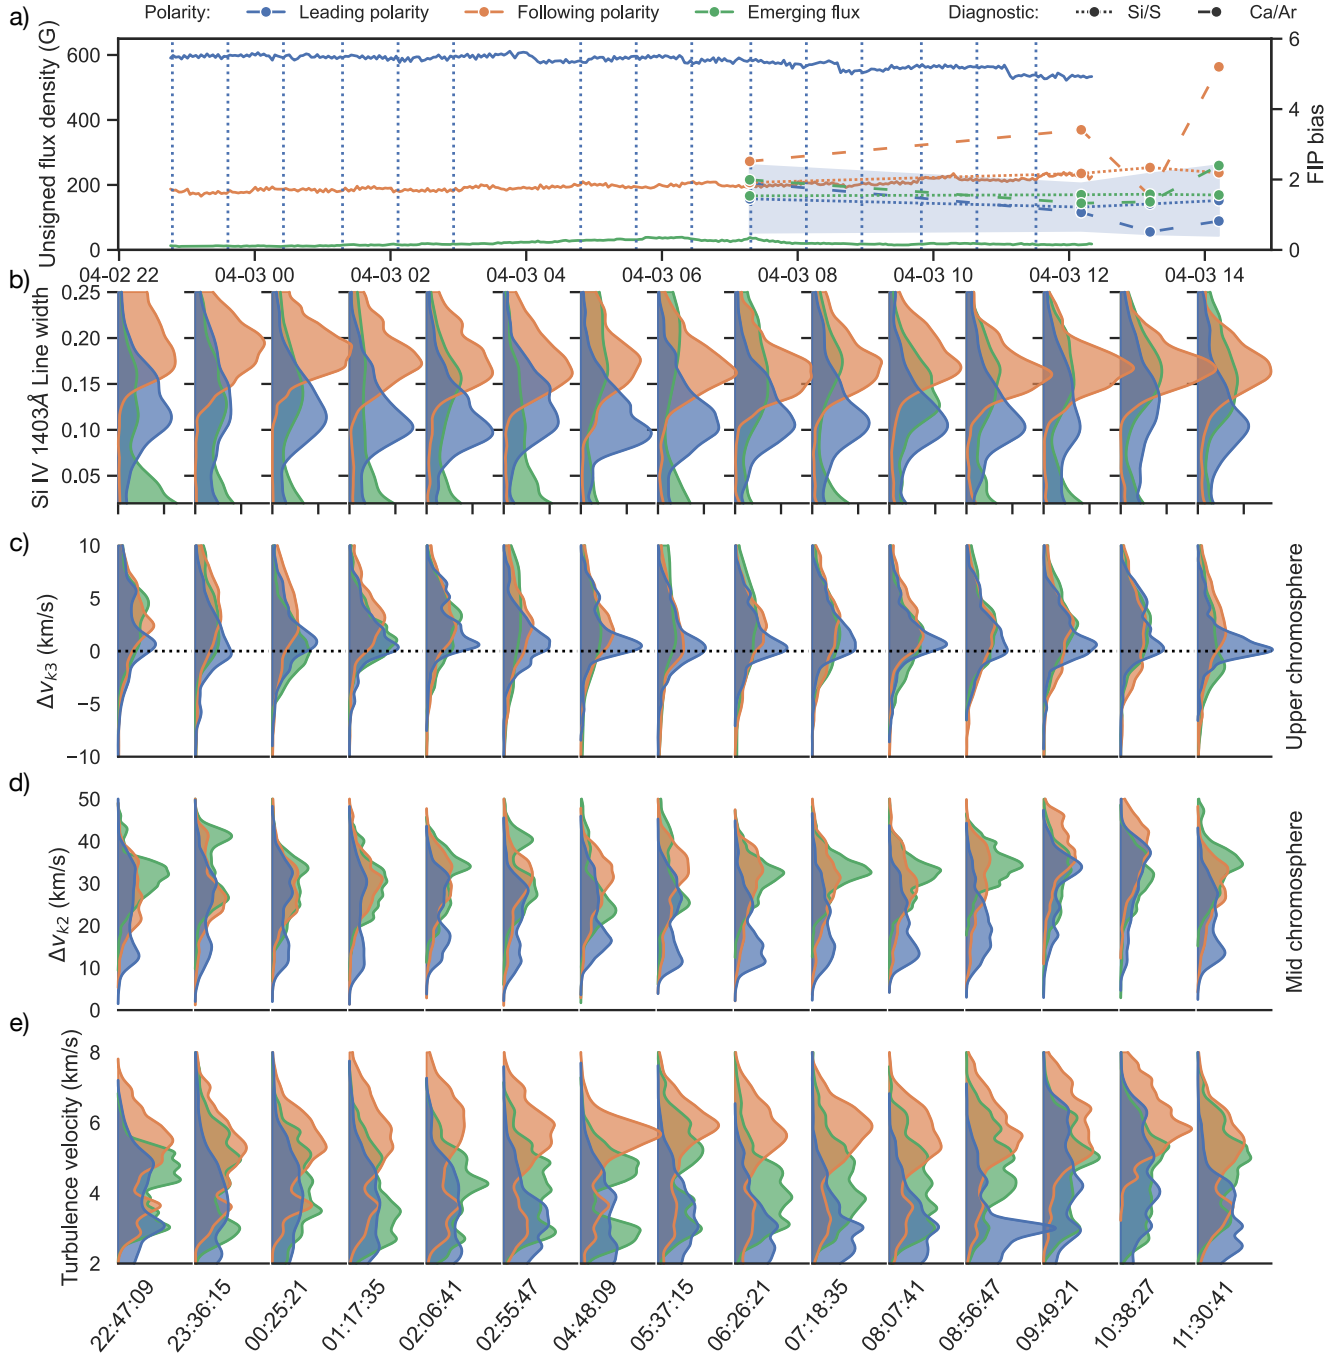 a)
Polarity: Leading polarity Following polarity Emerging flux Diagnostic: Si/S Ca/Ar
Unsigned flux density (G)
600
400
200
0
6
4
2
0
FIP bias
04-02 22 04-03 00 04-03 02 04-03 04 04-03 06 04-03 08 04-03 10 04-03 12 04-03 14
b)
Si IV 1403Å Line width
0.25
0.20
0.15
0.10
0.05
c)
Δv_k3 (km/s)
10
5
0
−5
−10
Upper chromosphere
d)
Δv_k2 (km/s)
50
40
30
20
10
0
Mid chromosphere
e)
Turbulence velocity (km/s)
8
6
4
2
22:47:09 23:36:15 00:25:21 01:17:35 02:06:41 02:55:47 04:48:09 05:37:15 06:26:21 07:18:35 08:07:41 08:56:47 09:49:21 10:38:27 11:30:41